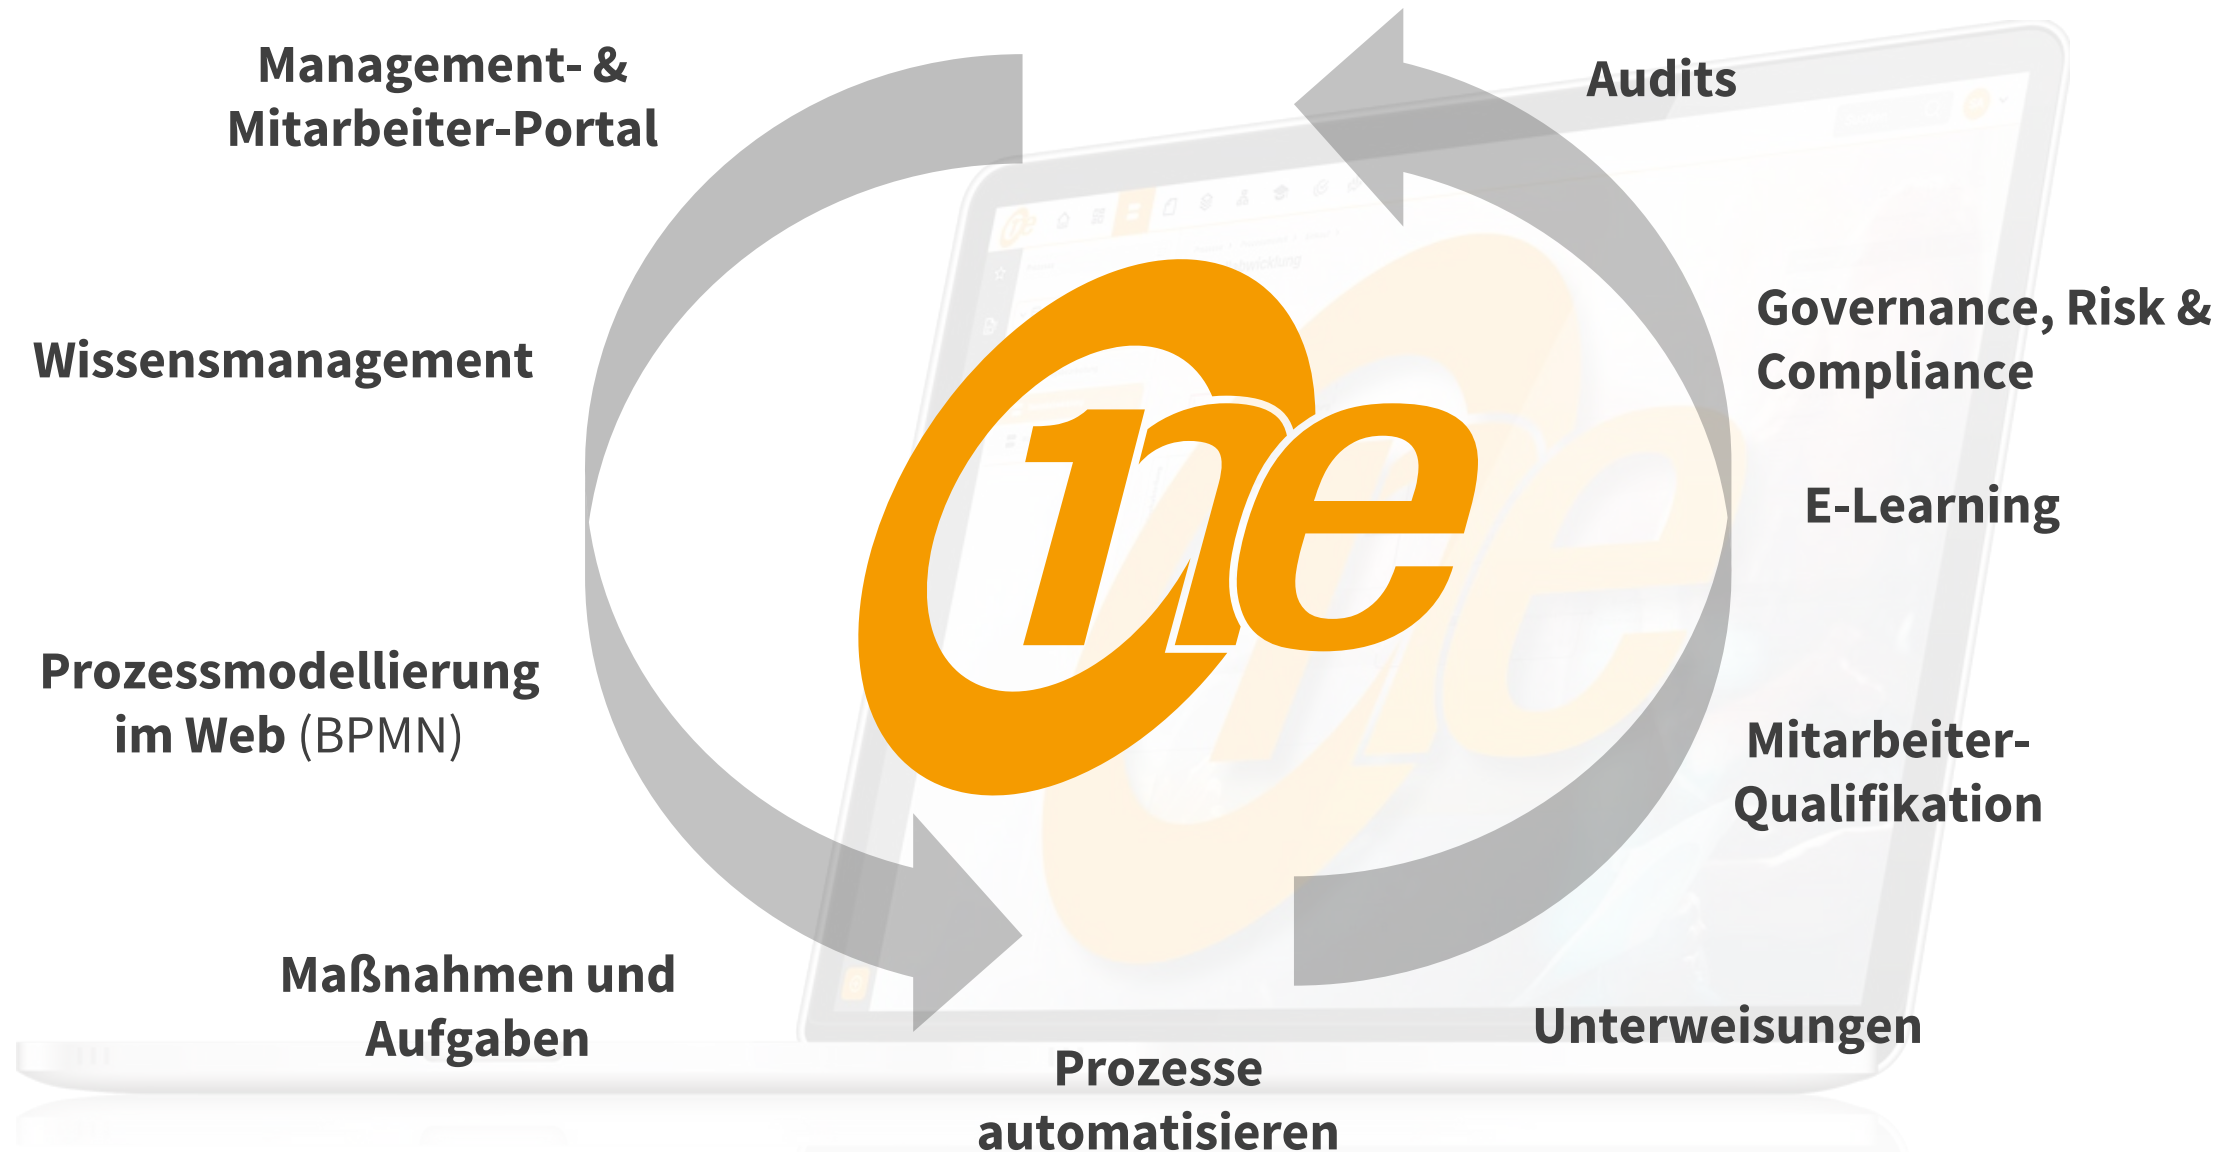 Management- &
Mitarbeiter-Portal
Wissensmanagement
Prozessmodellierung
im Web (BPMN)
Maßnahmen und
Aufgaben
Prozesse
automatisieren
Unterweisungen
Mitarbeiter-
Qualifikation
E-Learning
Governance, Risk &
Compliance
Audits
One